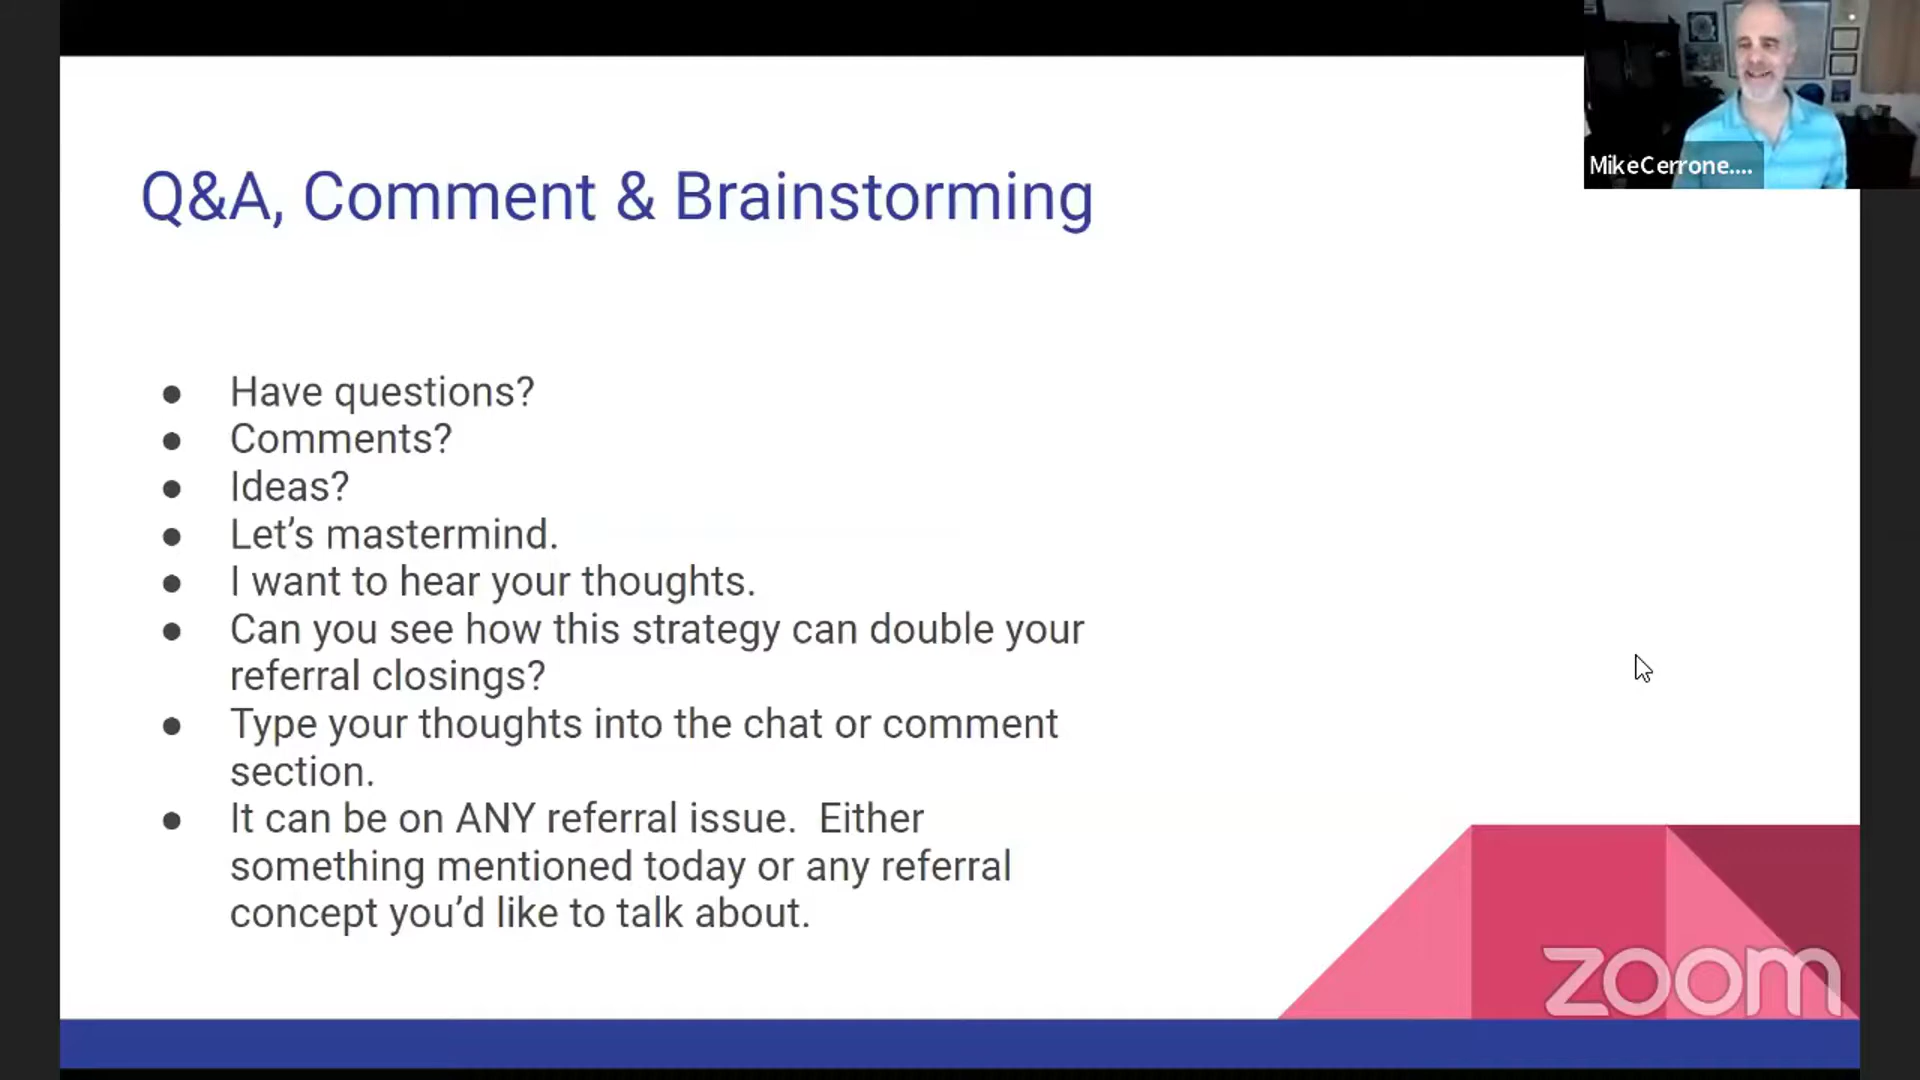 MikeCerrone....
Q&A, Comment & Brainstorming
● Have questions?
● Comments?
● Ideas?
● Let’s mastermind.
● I want to hear your thoughts.
● Can you see how this strategy can double your
referral closings?
● Type your thoughts into the chat or comment
section.
● It can be on ANY referral issue.  Either
something mentioned today or any referral
concept you’d like to talk about.
zoom